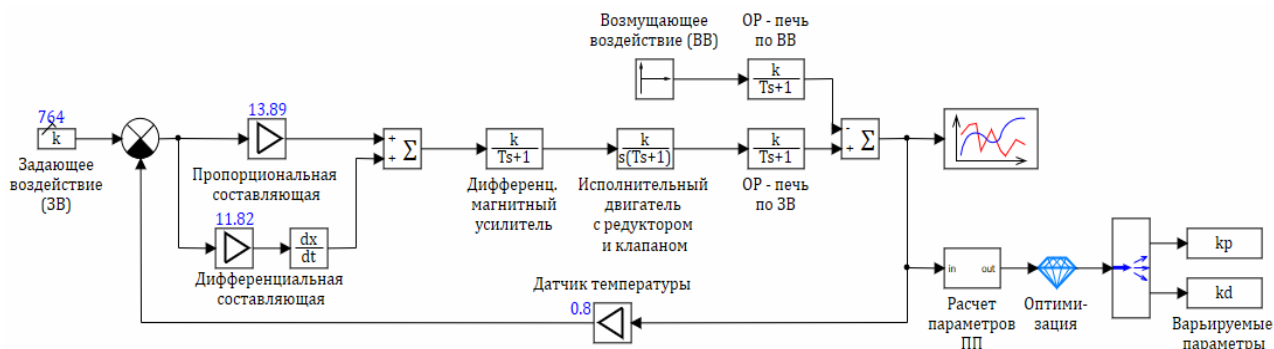 Возмущающее
воздействие (ВВ)
ОР - печь
по ВВ
k
Ts+1
764
k
Задающее
воздействие
(ЗВ)
13.89
Пропорциональная
составляющая
11.82
dx
dt
Дифференциальная
составляющая
+
+
Σ
k
Ts+1
Дифференц.
магнитный
усилитель
k
s(Ts+1)
Исполнительный
двигатель
с редуктором
и клапаном
k
Ts+1
ОР - печь
по ЗВ
-
+
Σ
Датчик температуры
0.8
in out
Расчет
параметров
ПП
Оптими-
зация
kp
kd
Варьируемые
параметры